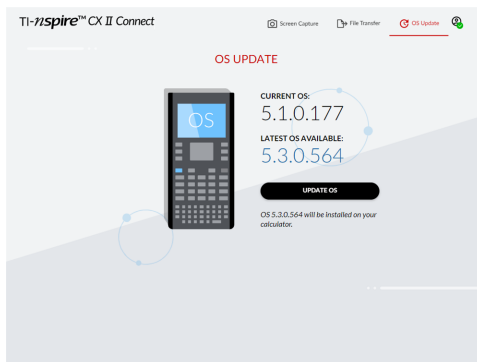 TI-nspire™ CX II Connect
Screen Capture
File Transfer
OS Update
OS UPDATE
OS
CURRENT OS:
5.1.0.177
LATEST OS AVAILABLE:
5.3.0.564
UPDATE OS
OS 5.3.0.564 will be installed on your
calculator.